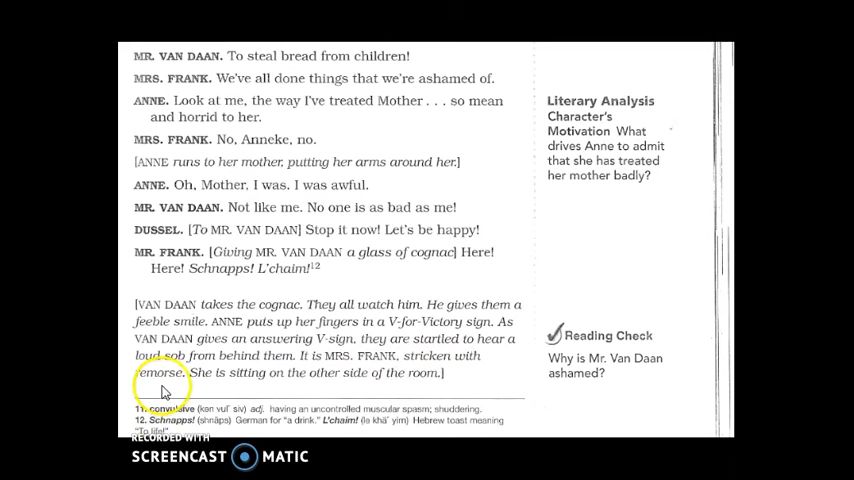 MR. VAN DAAN. To steal bread from children!
MRS. FRANK. We've all done things that we're ashamed of.
ANNE. Look at me, the way I've treated Mother . . . so mean
and horrid to her.
MRS. FRANK. No, Anneke, no.
[ANNE runs to her mother, putting her arms around her.]
ANNE. Oh, Mother, I was. I was awful.
MR. VAN DAAN. Not like me. No one is as bad as me!
DUSSEL. [To MR. VAN DAAN] Stop it now! Let's be happy!
MR. FRANK. [Giving MR. VAN DAAN a glass of cognac] Here!
Here! Schnapps! L'chaim!12
[VAN DAAN takes the cognac. They all watch him. He gives them a
feeble smile. ANNE puts up her fingers in a V-for-Victory sign. As
VAN DAAN gives an answering V-sign, they are startled to hear a
loud sob from behind them. It is MRS. FRANK, stricken with
remorse. She is sitting on the other side of the room.]
11. convulsive (kən vul′ siv) adj. having an uncontrolled muscular spasm; shuddering.
12. Schnapps! (shnäps) German for "a drink." L'chaim! (lə khä′ yim) Hebrew toast meaning
"To life!"
Literary Analysis
Character's
Motivation What
drives Anne to admit
that she has treated
her mother badly?
Reading Check
Why is Mr. Van Daan
ashamed?
RECORDED WITH
SCREENCAST MATIC